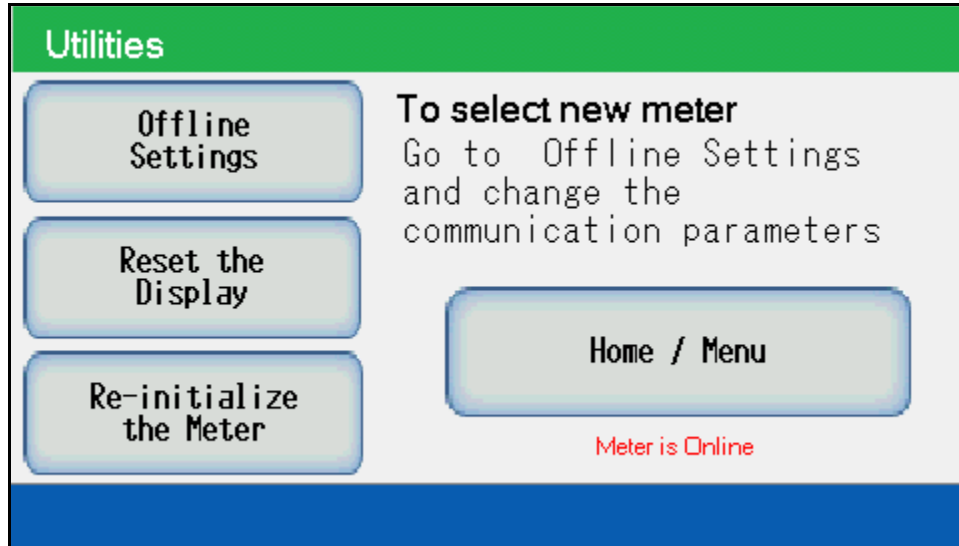 Utilities
Offline
Settings
Reset the
Display
Re-initialize
the Meter
To select new meter
Go to Offline Settings
and change the
communication parameters
Home / Menu
Meter is Online